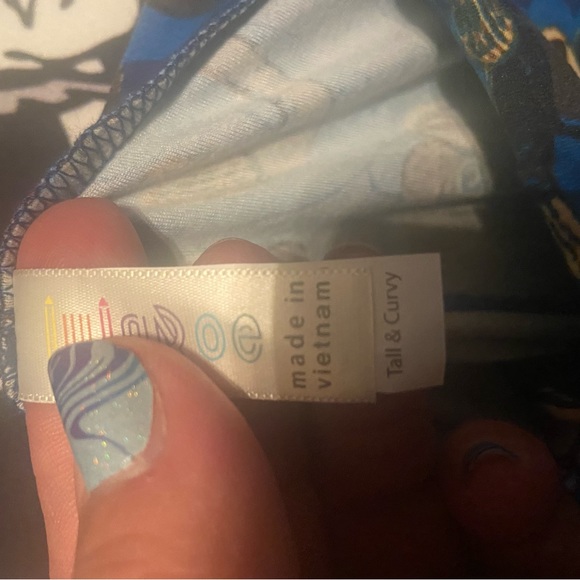 made in
vietnam
Tall & Curvy